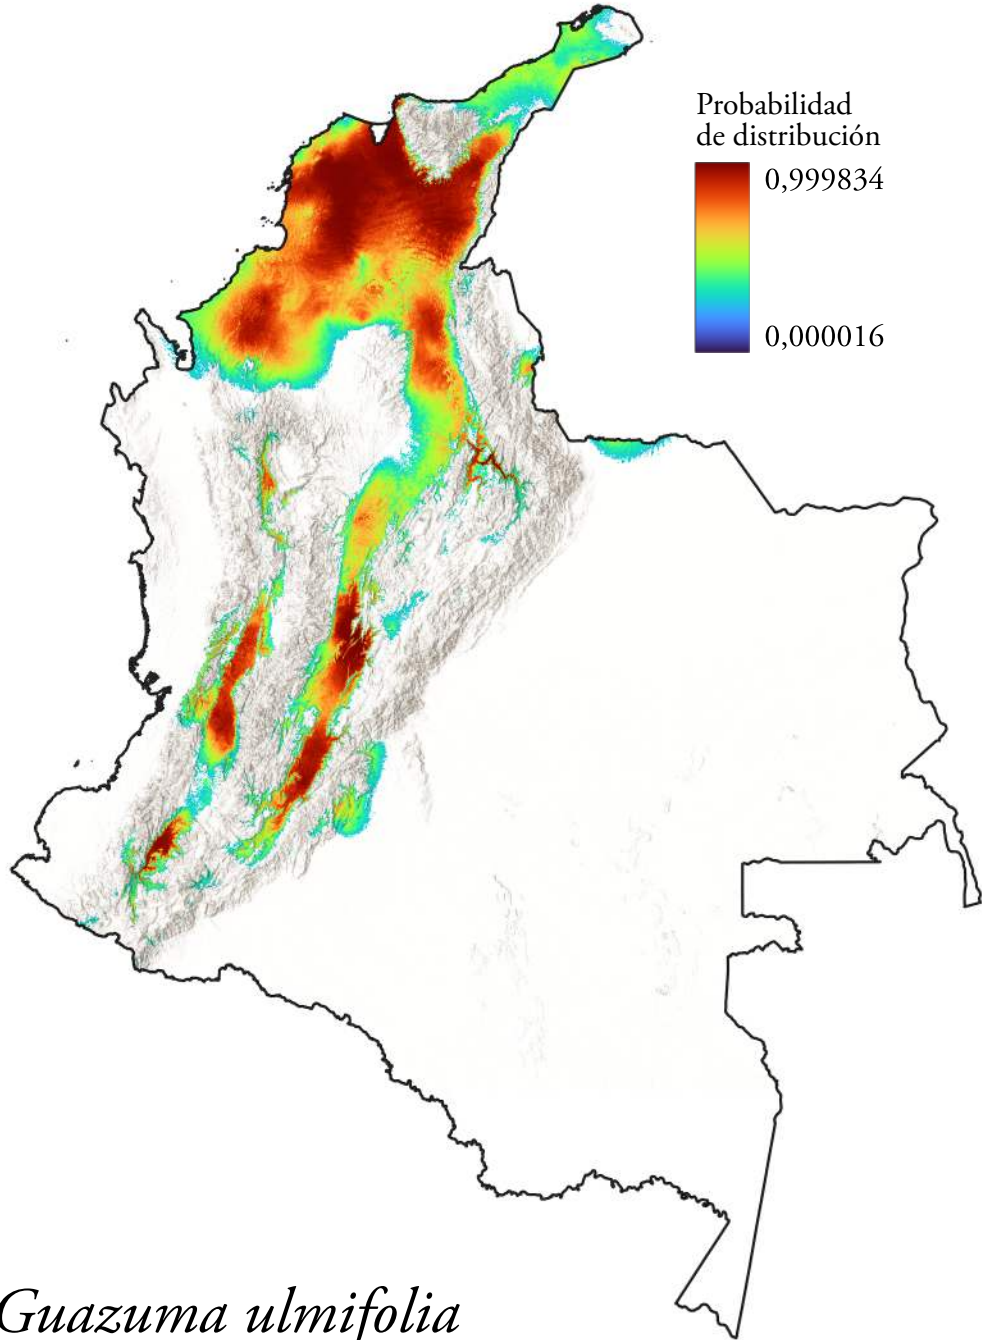 Probabilidad
de distribución
0,999834
0,000016
Guazuma ulmifolia